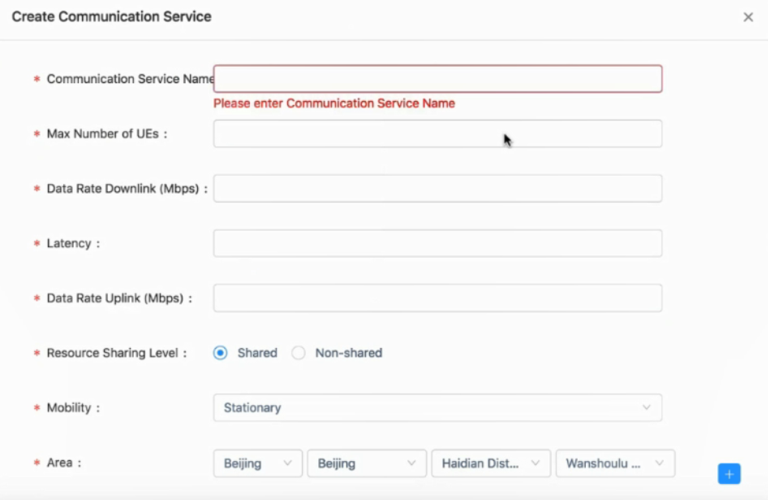 Create Communication Service
* Communication Service Name
Please enter Communication Service Name
* Max Number of UEs :
* Data Rate Downlink (Mbps) :
* Latency :
* Data Rate Uplink (Mbps) :
* Resource Sharing Level : Shared Non-shared
* Mobility : Stationary
* Area : Beijing Beijing Haidian Dist... Wanshoulu ...